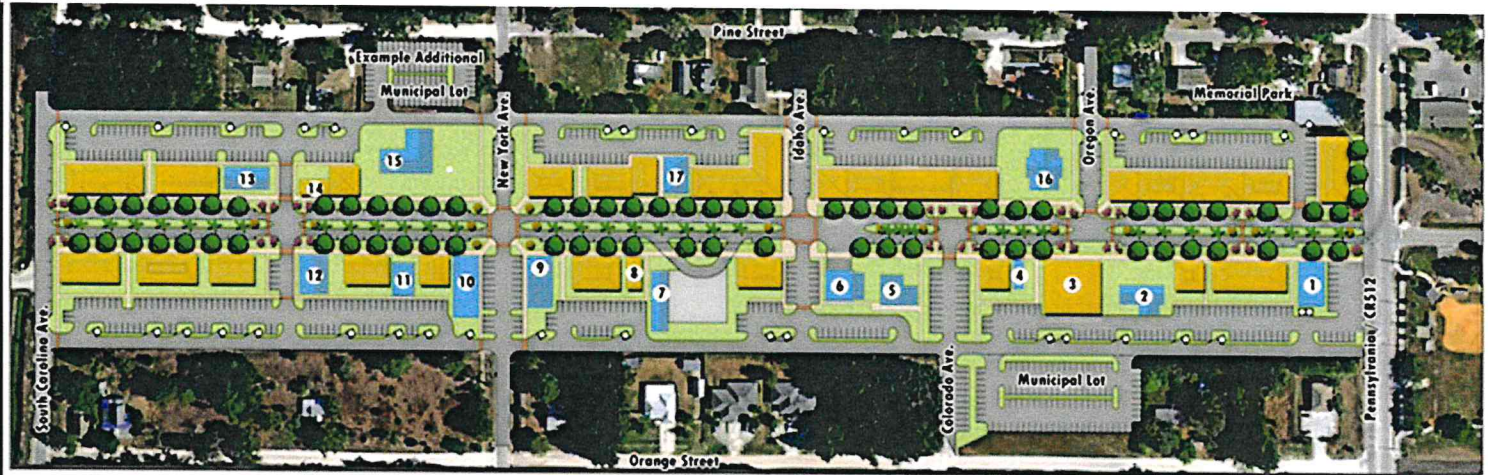 Pine Street
Example Additional
Municipal Lot
New York Ave.
Idaho Ave.
Oregon Ave.
Memorial Park
15
13
14
17
16
12
11
10
9
8
7
6
5
4
3
2
1
South Carolina Ave.
Colorado Ave.
Municipal Lot
Pennsylvania/ CR512
Orange Street